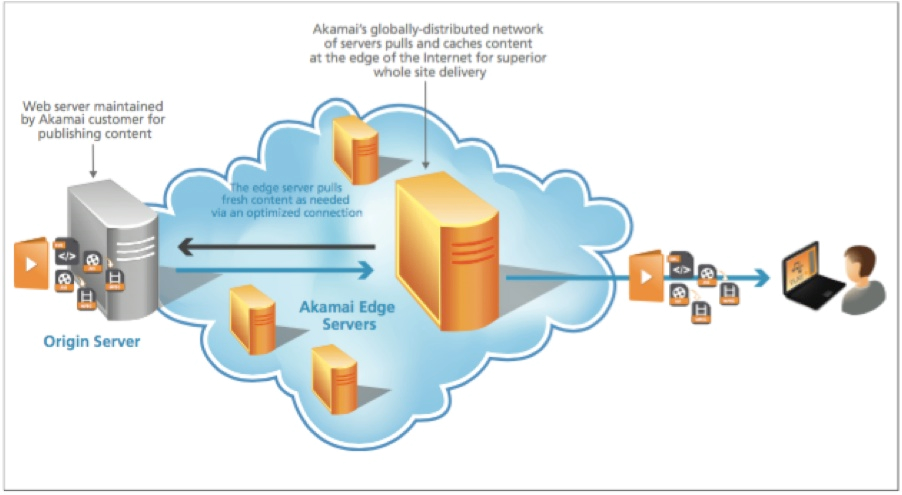 Akamai's globally-distributed network
of servers pulls and caches content
at the edge of the Internet for superior
whole site delivery
Web server maintained
by Akamai customer for
publishing content
The edge server pulls
fresh content as needed
via an optimized connection
Akamai Edge
Servers
Origin Server